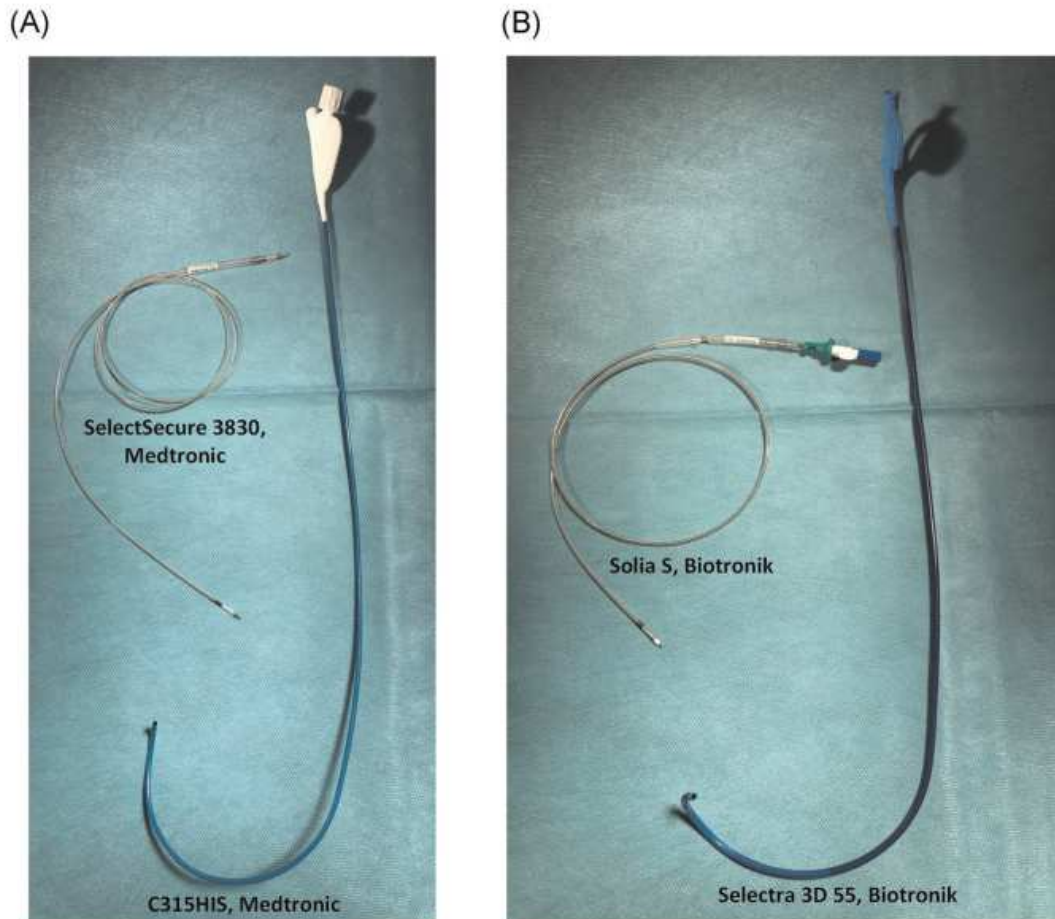 (A)
(B)
SelectSecure 3830,
Medtronic
Solia S, Biotronik
C315HIS, Medtronic
Selectra 3D 55, Biotronik